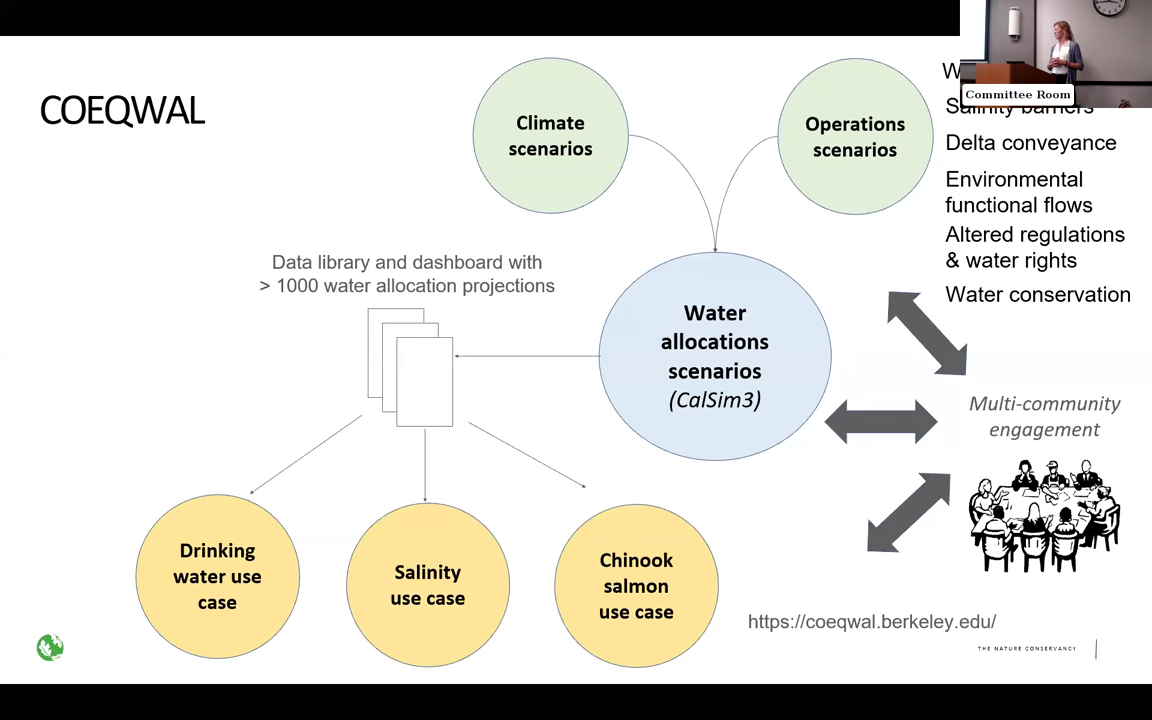 COEQWAL
Climate
scenarios
Operations
scenarios
Committee Room
Salinity barriers
Delta conveyance
Environmental
functional flows
Altered regulations
& water rights
Water conservation
Data library and dashboard with
> 1000 water allocation projections
Water
allocations
scenarios
(CalSim3)
Multi-community
engagement
Drinking
water use
case
Salinity
use case
Chinook
salmon
use case
https://coeqwal.berkeley.edu/
THE NATURE CONSERVANCY